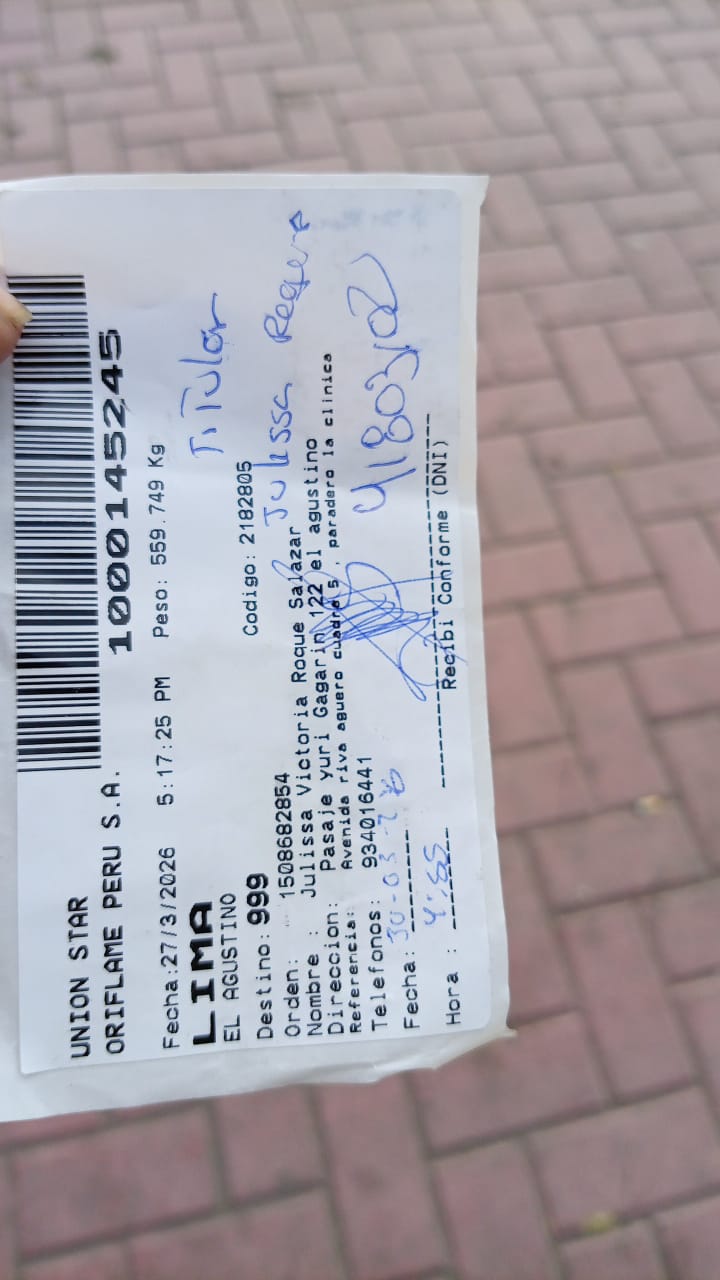 UNION STAR
ORIFLAME PERU S.A.
100014​5245
Fecha:27/3/2026 5:17:25 PM Peso: 559.749 Kg
LIMA
EL AGUSTINO
Titular
Destino: 999 Codigo: 2182805
Orden: 1508682854
Julissa Roque
Nombre : Julissa Victoria Roque Salazar
Direccion: Pasaje yuri Gagarin 122 el agustino
Referencia: Avenida riva aguero cuadra 5 . paradero la clinica
Telefonos: 934016441
Fecha: 30-03-26
Hora : 4:55
Recibi Conforme (DNI)